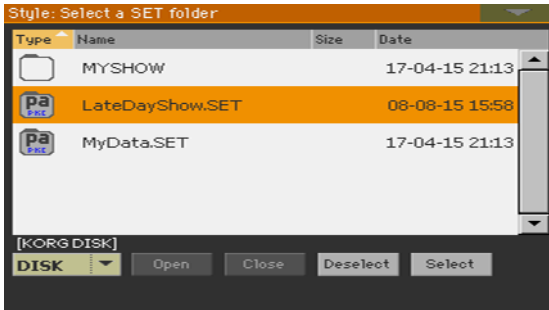 Style: Select a SET folder
Type Name Size Date
MYSHOW 17-04-15 21:13
pa PKG LateDayShow.SET 08-08-15 15:58
pa PKG MyData.SET 17-04-15 21:13
[KORG DISK]
DISK Open Close Deselect Select